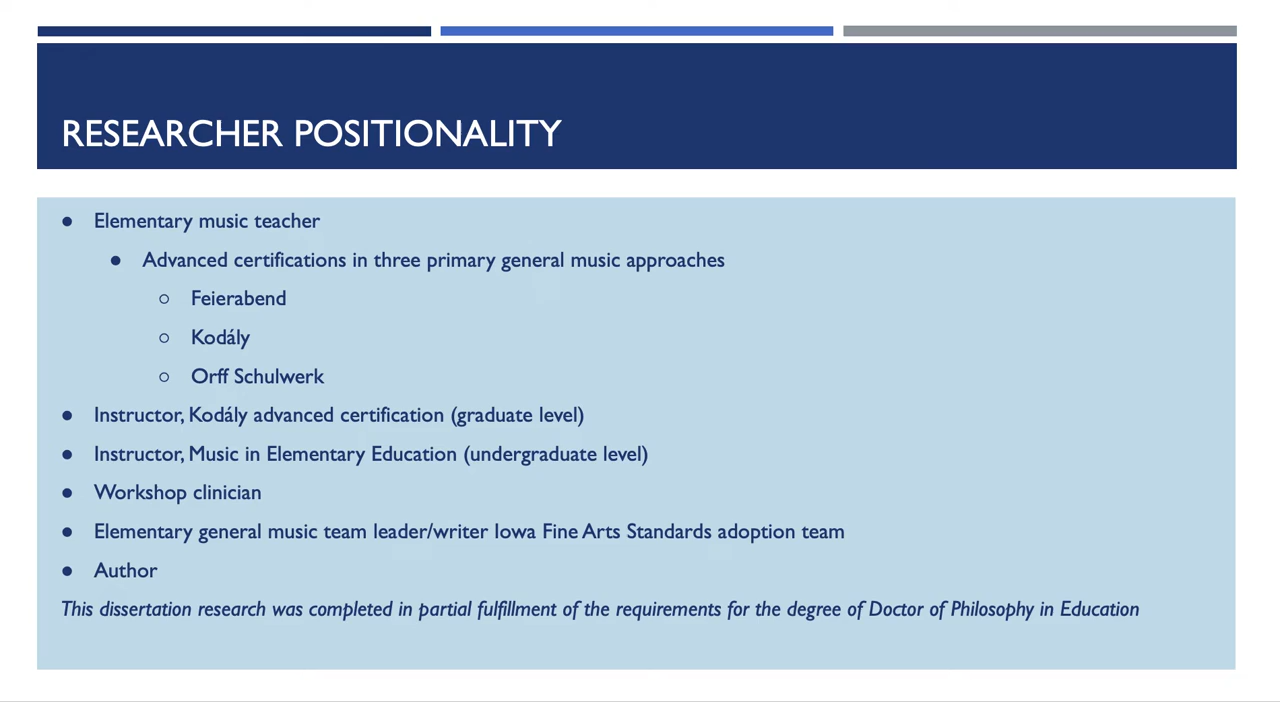 RESEARCHER POSITIONALITY
● Elementary music teacher
● Advanced certifications in three primary general music approaches
○ Feierabend
○ Kodály
○ Orff Schulwerk
● Instructor, Kodály advanced certification (graduate level)
● Instructor, Music in Elementary Education (undergraduate level)
● Workshop clinician
● Elementary general music team leader/writer Iowa Fine Arts Standards adoption team
● Author
This dissertation research was completed in partial fulfillment of the requirements for the degree of Doctor of Philosophy in Education